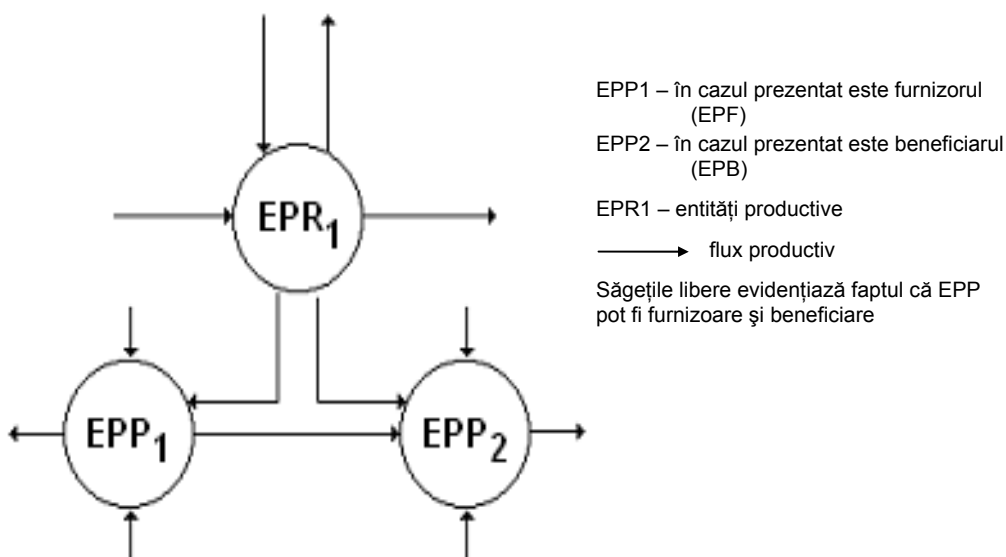 EPR1
EPP1
EPP2
EPP1 – în cazul prezentat este furnizorul
(EPF)
EPP2 – în cazul prezentat este beneficiarul
(EPB)
EPR1 – entități productive
flux productiv
Săgețile libere evidențiază faptul că EPP
pot fi furnizoare şi beneficiare